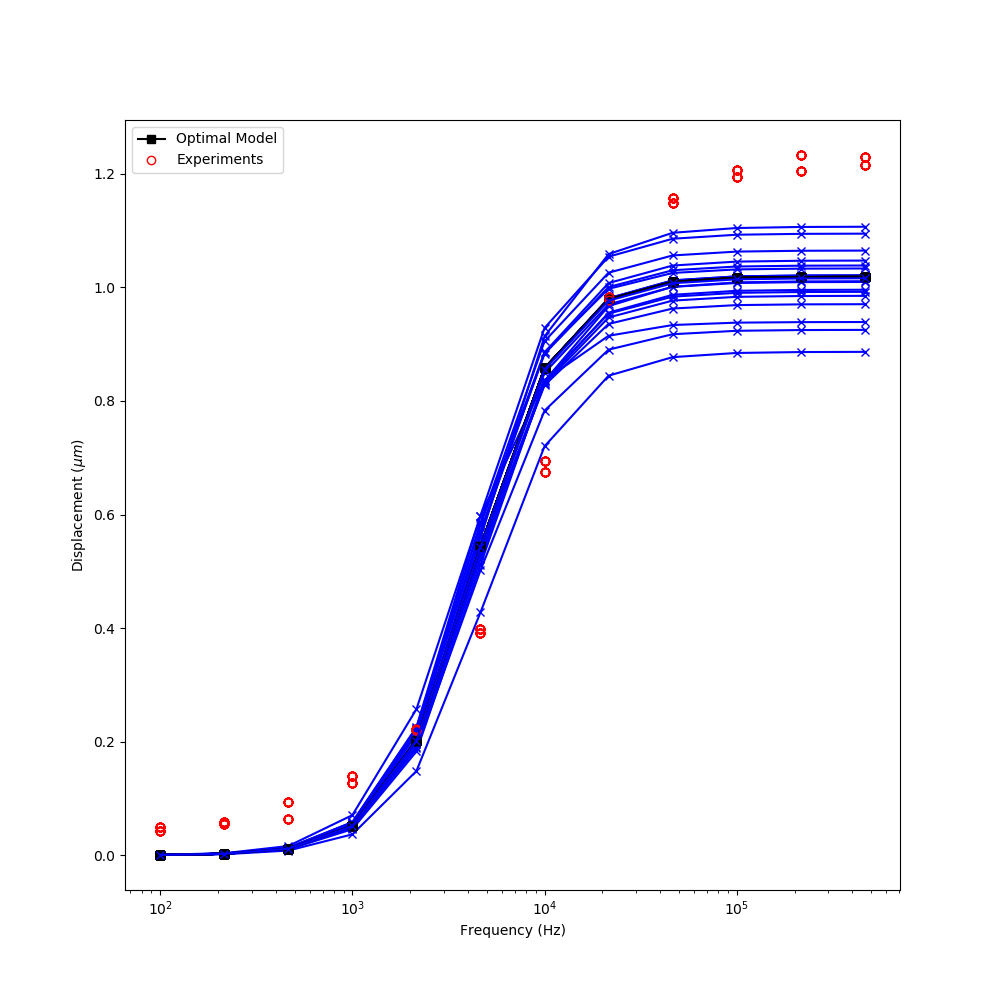 Optimal Model
Experiments
1.2
1.0
0.8
0.6
0.4
0.2
0.0
Displacement (μm)
10²
10³
10⁴
10⁵
Frequency (Hz)